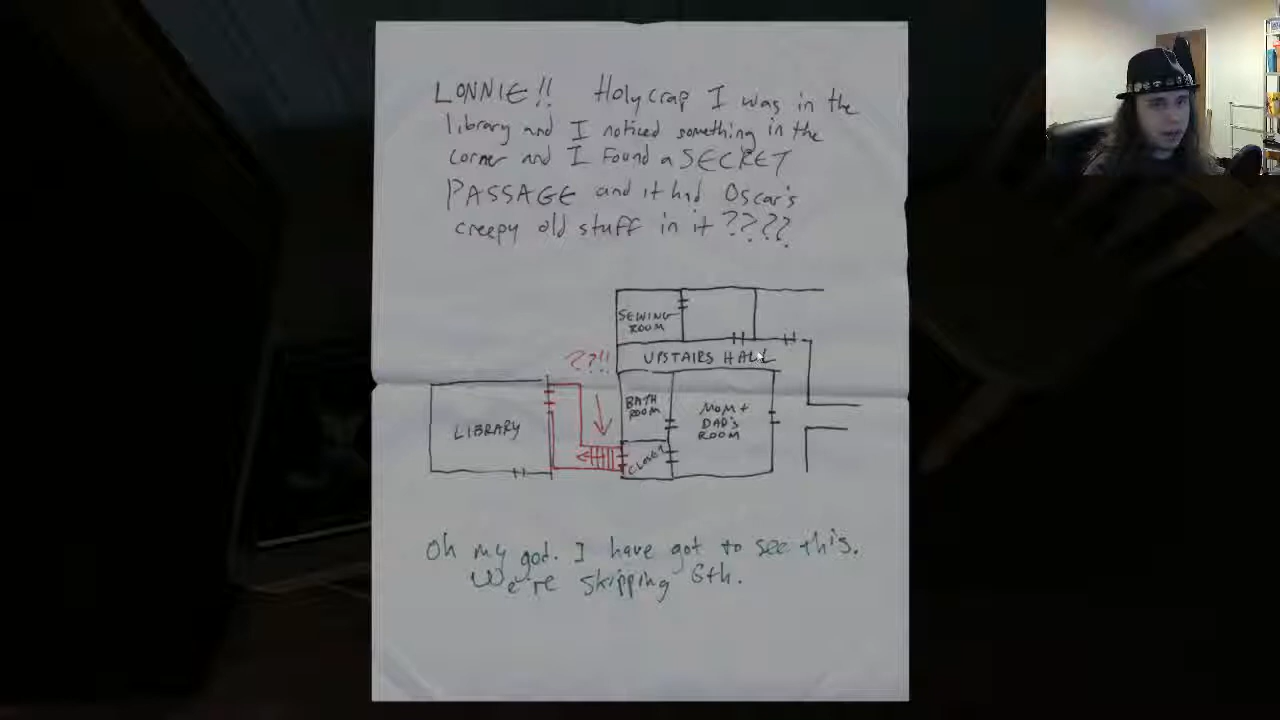 LONNIE!! Holy crap I was in the
library and I noticed something in the
corner and I found a SECRET
PASSAGE and it had Oscar's
creepy old stuff in it ????
SEWING
ROOM
UPSTAIRS HALL
??!!
BATH
ROOM
MOM +
DAD'S
ROOM
LIBRARY
CLOSET
Oh my god. I have got to see this.
We're skipping 6th.